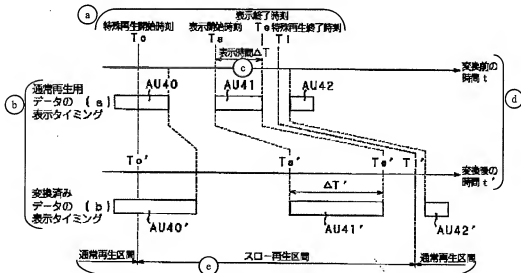 a
表示終了時刻
特殊再生開始時刻 表示開始時刻 Te 特殊再生終了時刻
To Ts T1
表示時間ΔT
c
変換前の
時間 t
AU40 AU41 AU42
b
通常再生用
データの (a)
表示タイミング
d
To' Ts' Te' T1'
変換後の
時間 t'
ΔT'
変換済み
データの (b)
表示タイミング
AU40' AU41' AU42'
通常再生区間 スロー再生区間 通常再生区間
e